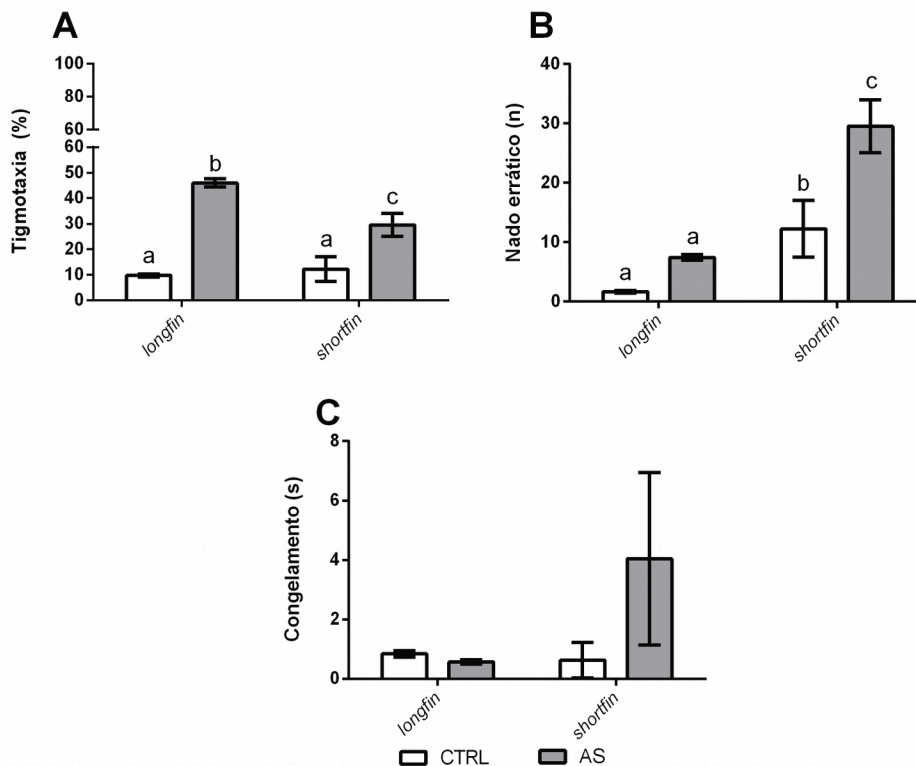 A
Tigmotaxia (%)
100
80
60
60
50
40
30
20
10
0
a
b
a
c
longfin
shortfin
B
Nado errático (n)
40
30
20
10
0
a
a
b
c
longfin
shortfin
C
Congelamento (s)
8
6
4
2
0
longfin
shortfin
CTRL
AS